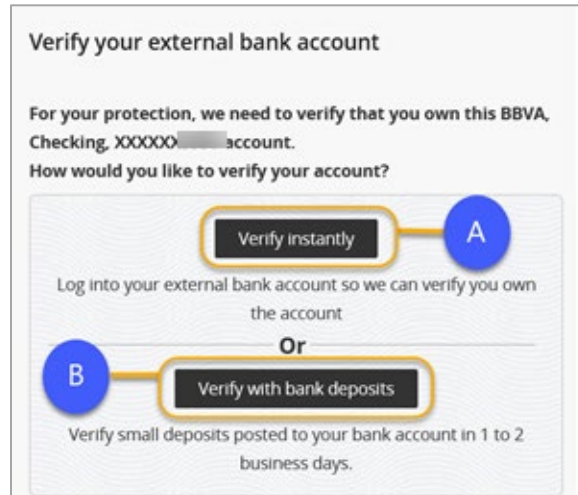 Verify your external bank account
For your protection, we need to verify that you own this BBVA,
Checking, XXXXXX account.
How would you like to verify your account?
Verify instantly
A
Log into your external bank account so we can verify you own
the account
Or
B
Verify with bank deposits
Verify small deposits posted to your bank account in 1 to 2
business days.